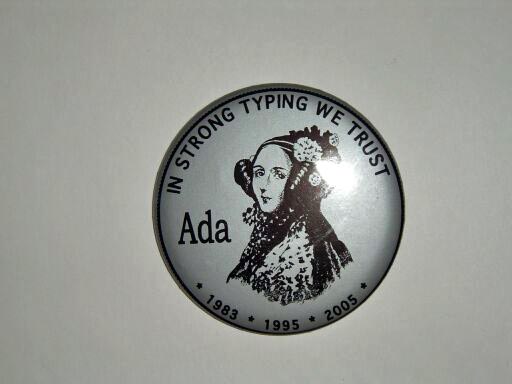 IN STRONG TYPING WE TRUST
Ada
* 1983 * 1995 * 2005 *